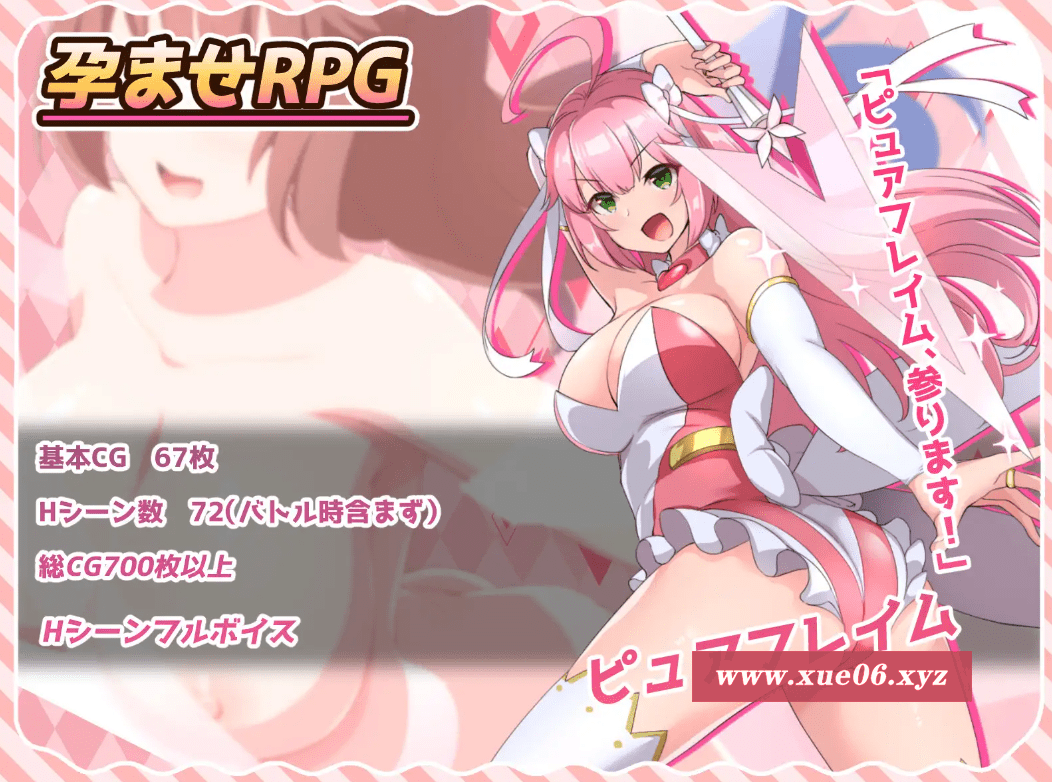 孕ませRPG
「ピュアフレイム、参ります!」
基本CG 67枚
Hシーン数 72(バトル時含まず)
総CG700枚以上
Hシーンフルボイス
ピュアフレイム
www.xue06.xyz